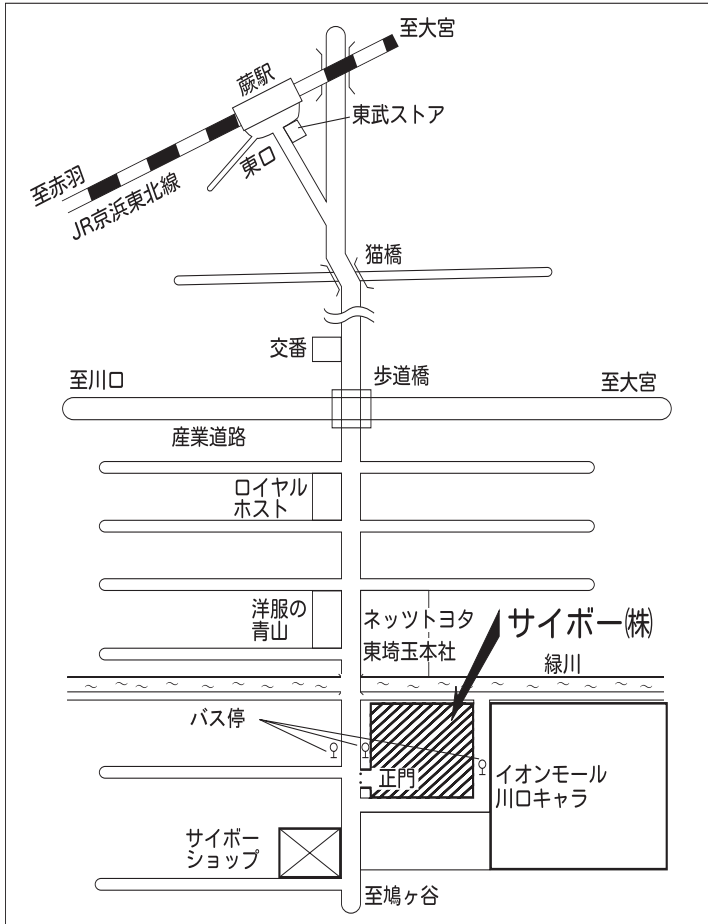 至大宮
蕨駅
東武ストア
東口
至赤羽
JR京浜東北線
猫橋
交番
歩道橋
至川口
至大宮
産業道路
ロイヤル
ホスト
洋服の
青山
ネッツトヨタ
東埼玉本社
サイボー㈱
緑川
バス停
正門
イオンモール
川口キャラ
サイボー
ショップ
至鳩ヶ谷